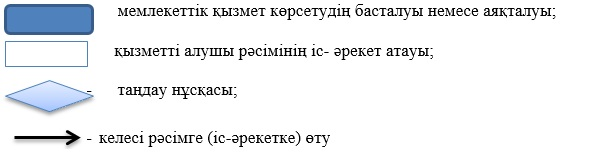 мемлекеттік қызмет көрсетудің басталуы немесе аяқталуы;
қызметті алушы рәсімінің іс- әрекет атауы;
- таңдау нұсқасы;
- келесі рәсімге (іс-әрекетке) өту